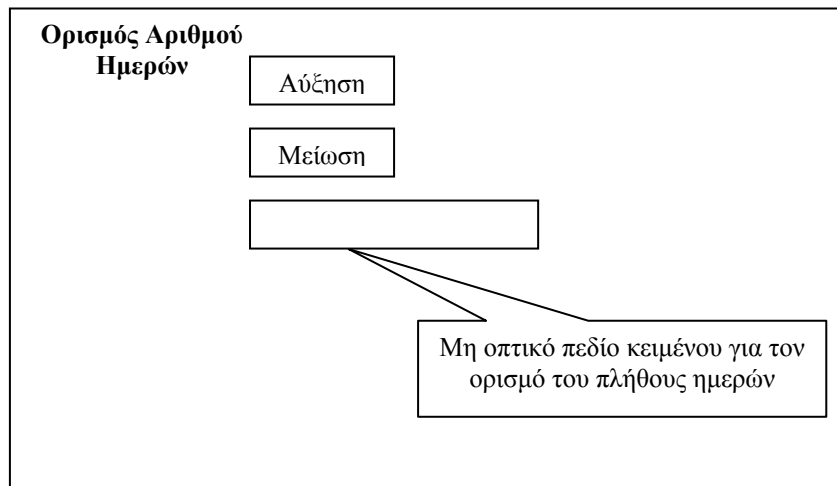 Ορισμός Αριθμού
Ημερών
Αύξηση
Μείωση
Μη οπτικό πεδίο κειμένου για τον
ορισμό του πλήθους ημερών